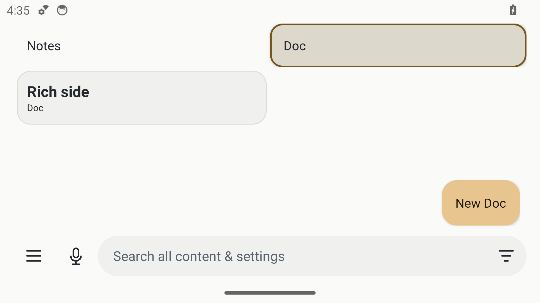 4:35
Notes
Doc
Rich side
Doc
New Doc
Search all content & settings